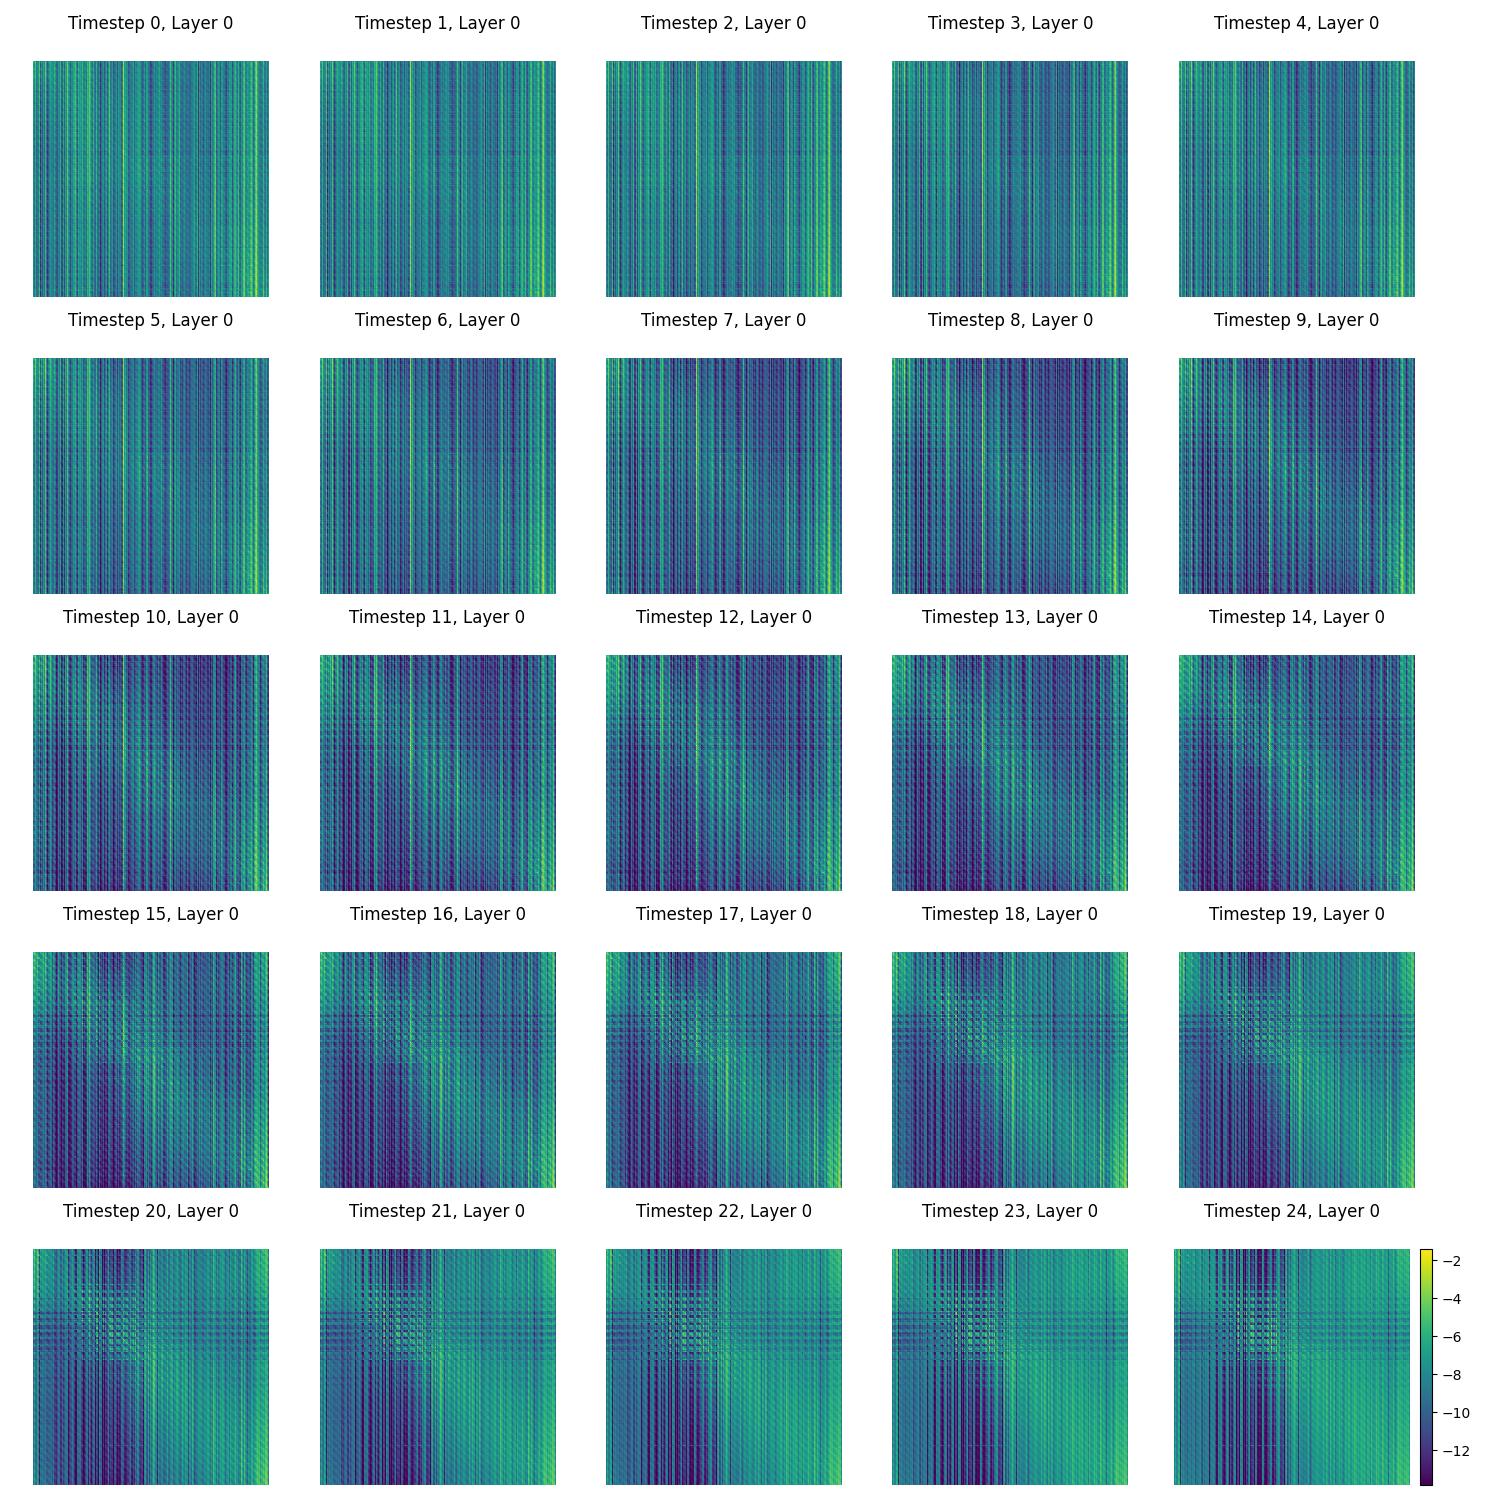 Timestep 0, Layer 0
Timestep 1, Layer 0
Timestep 2, Layer 0
Timestep 3, Layer 0
Timestep 4, Layer 0
Timestep 5, Layer 0
Timestep 6, Layer 0
Timestep 7, Layer 0
Timestep 8, Layer 0
Timestep 9, Layer 0
Timestep 10, Layer 0
Timestep 11, Layer 0
Timestep 12, Layer 0
Timestep 13, Layer 0
Timestep 14, Layer 0
Timestep 15, Layer 0
Timestep 16, Layer 0
Timestep 17, Layer 0
Timestep 18, Layer 0
Timestep 19, Layer 0
Timestep 20, Layer 0
Timestep 21, Layer 0
Timestep 22, Layer 0
Timestep 23, Layer 0
Timestep 24, Layer 0
−2
−4
−6
−8
−10
−12